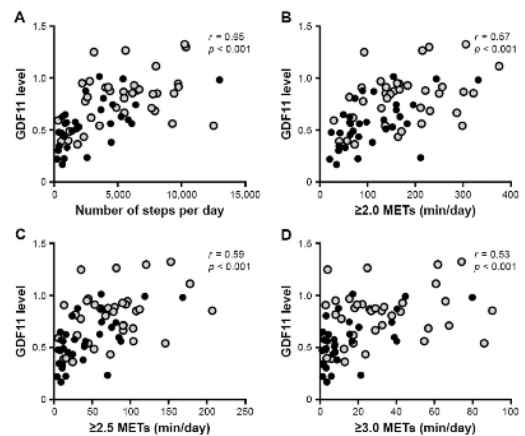 A
r = 0.65
p < 0.001
GDF11 level
1.5
1.0
0.5
0
0
5,000
10,000
15,000
Number of steps per day
B
r = 0.67
p < 0.001
GDF11 level
1.5
1.0
0.5
0
0
100
200
300
400
≥2.0 METs (min/day)
C
r = 0.59
p < 0.001
GDF11 level
1.5
1.0
0.5
0
0
50
100
150
200
250
≥2.5 METs (min/day)
D
r = 0.53
p < 0.001
GDF11 level
1.5
1.0
0.5
0
0
20
40
60
80
100
≥3.0 METs (min/day)